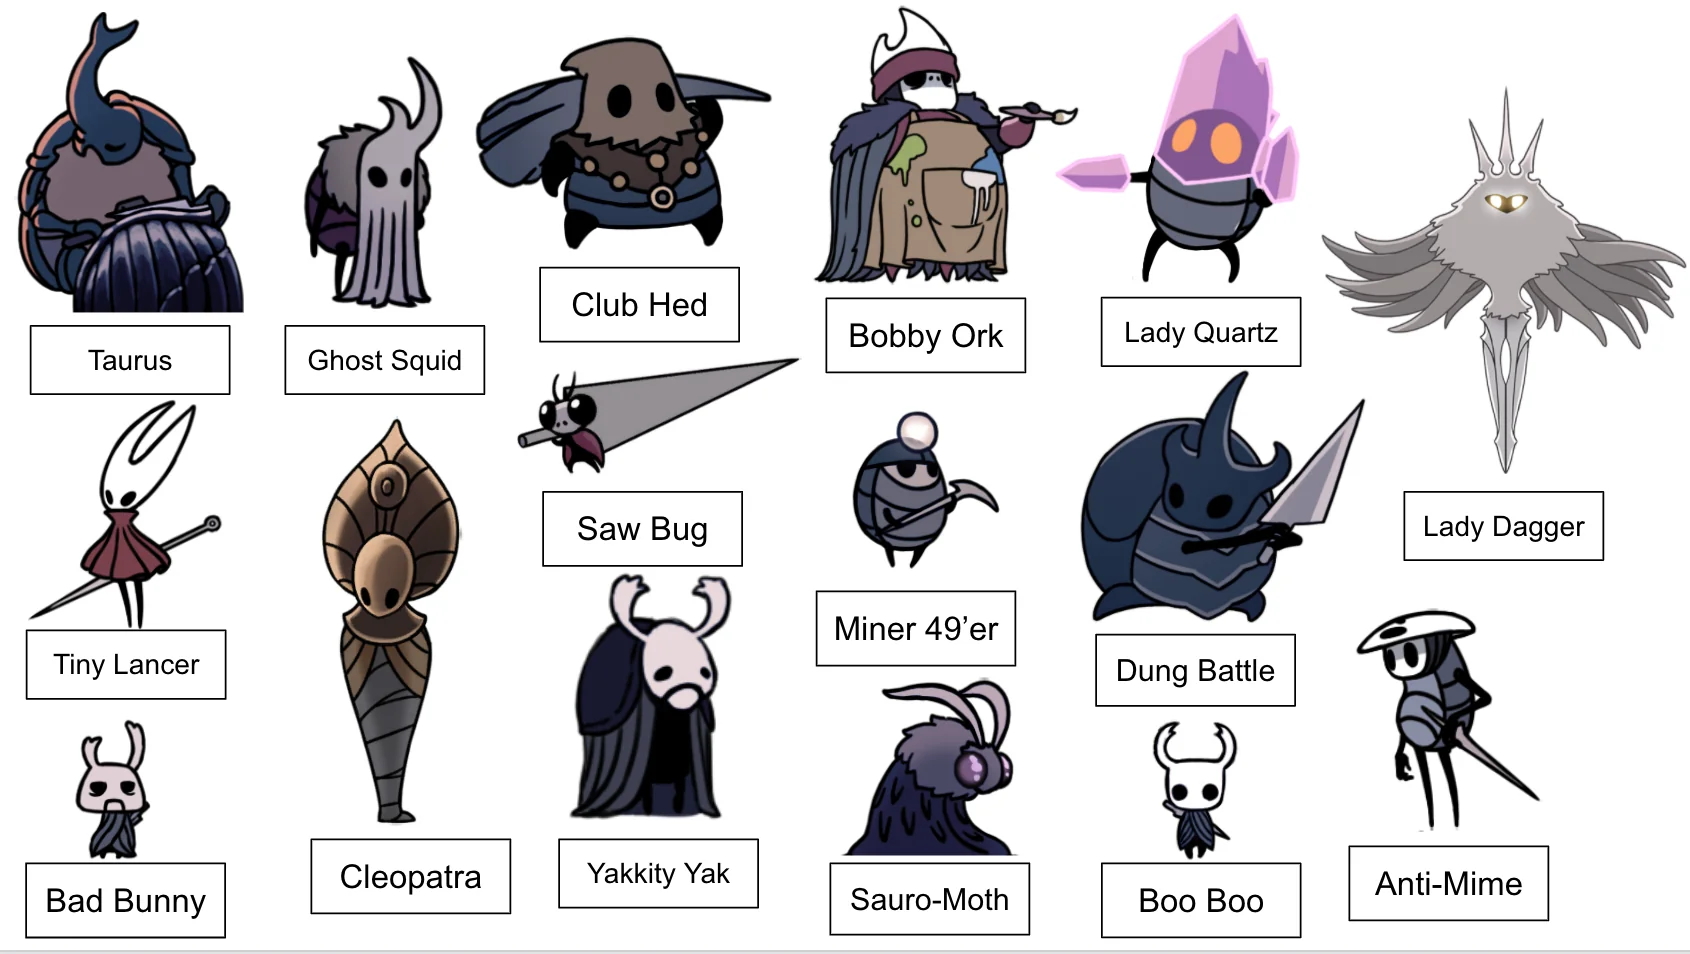 Taurus
Ghost Squid
Club Hed
Bobby Ork
Lady Quartz
Lady Dagger
Tiny Lancer
Saw Bug
Miner 49’er
Dung Battle
Bad Bunny
Cleopatra
Yakkity Yak
Sauro-Moth
Boo Boo
Anti-Mime